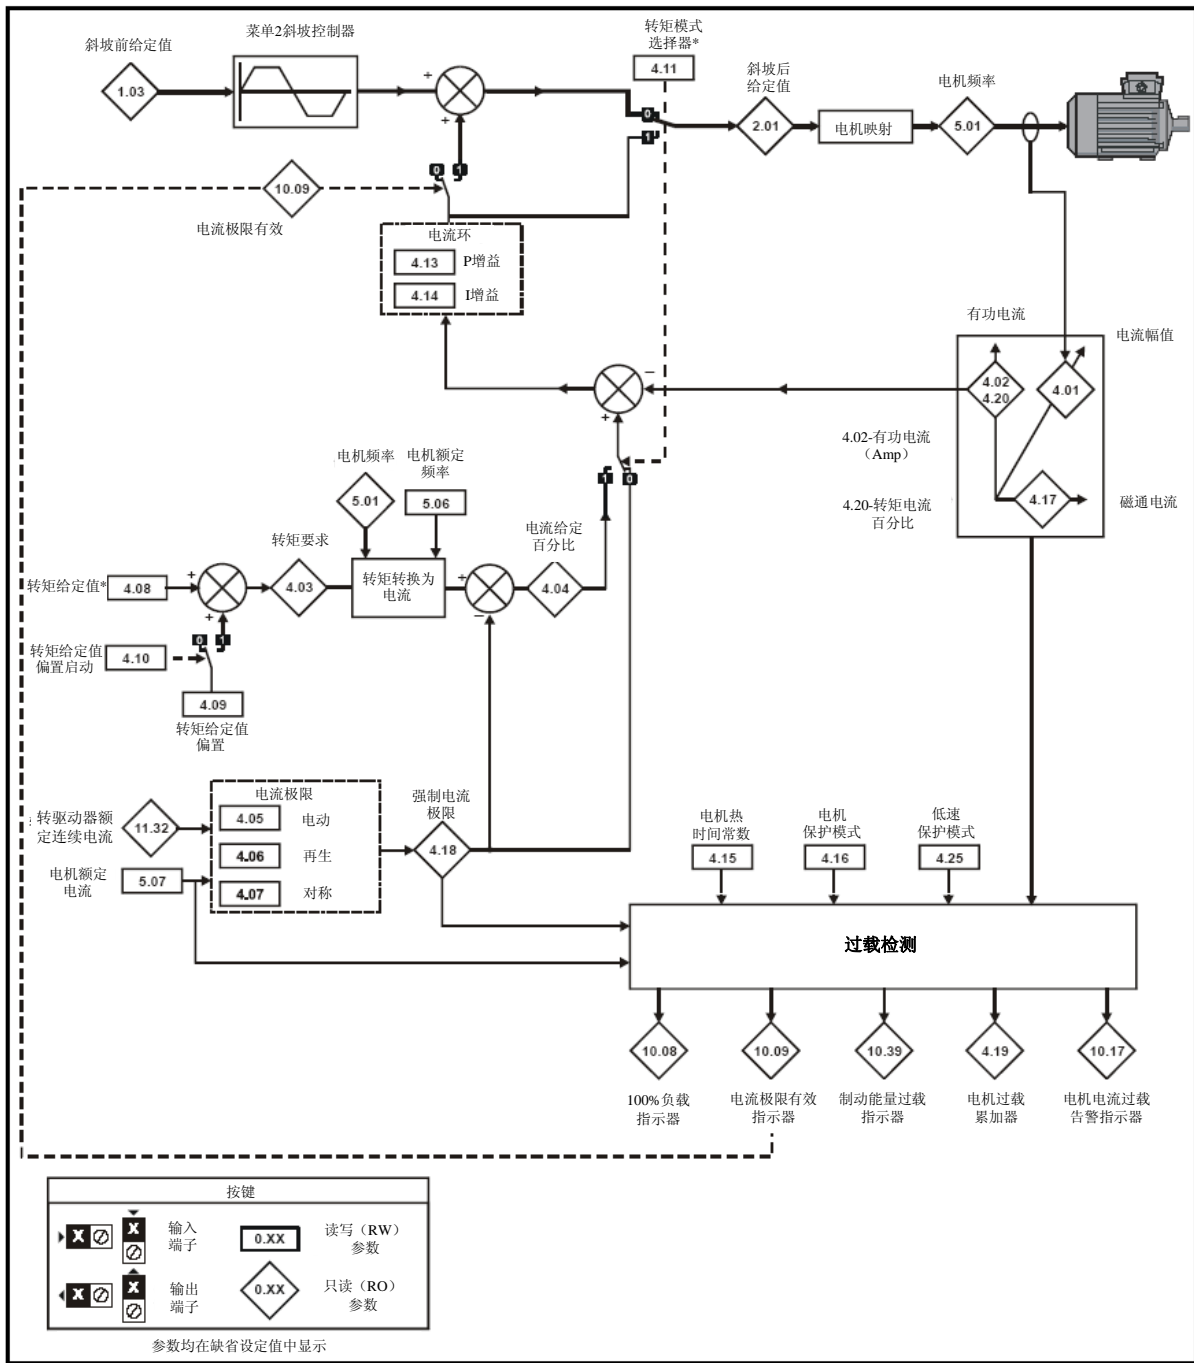 斜坡前给定值
1.03
菜单2斜坡控制器
+
+
转矩模式
选择器*
4.11
0
1
斜坡后
给定值
2.01
电机映射
电机频率
5.01
10.09
电流极限有效
0 1
电流环
4.13 P增益
4.14 I增益
有功电流
电流幅值
4.02
4.20
4.01
4.17
磁通电流
4.02-有功电流
（Amp）
4.20-转矩电流
百分比
−
+
1 0
电机频率
5.01
电机额定
频率
5.06
转矩要求
4.03
转矩转换为
电流
电流给定
百分比
4.04
+
−
转矩给定值*
4.08
+
+
0 1
转矩给定值
偏置启动
4.10
4.09
转矩给定值
偏置
转驱动器额
定连续电流
11.32
电机额定
电流
5.07
电流极限
4.05 电动
4.06 再生
4.07 对称
强制电流
极限
4.18
电机热
时间常数
4.15
电机
保护模式
4.16
低速
保护模式
4.25
过载检测
10.08
100%负载
指示器
10.09
电流极限有效
指示器
10.39
制动能量过载
指示器
4.19
电机过载
累加器
10.17
电机电流过载
告警指示器
按键
X
X
输入
端子
0.XX
读写（RW）
参数
X
X
输出
端子
0.XX
只读（RO）
参数
参数均在缺省设定值中显示